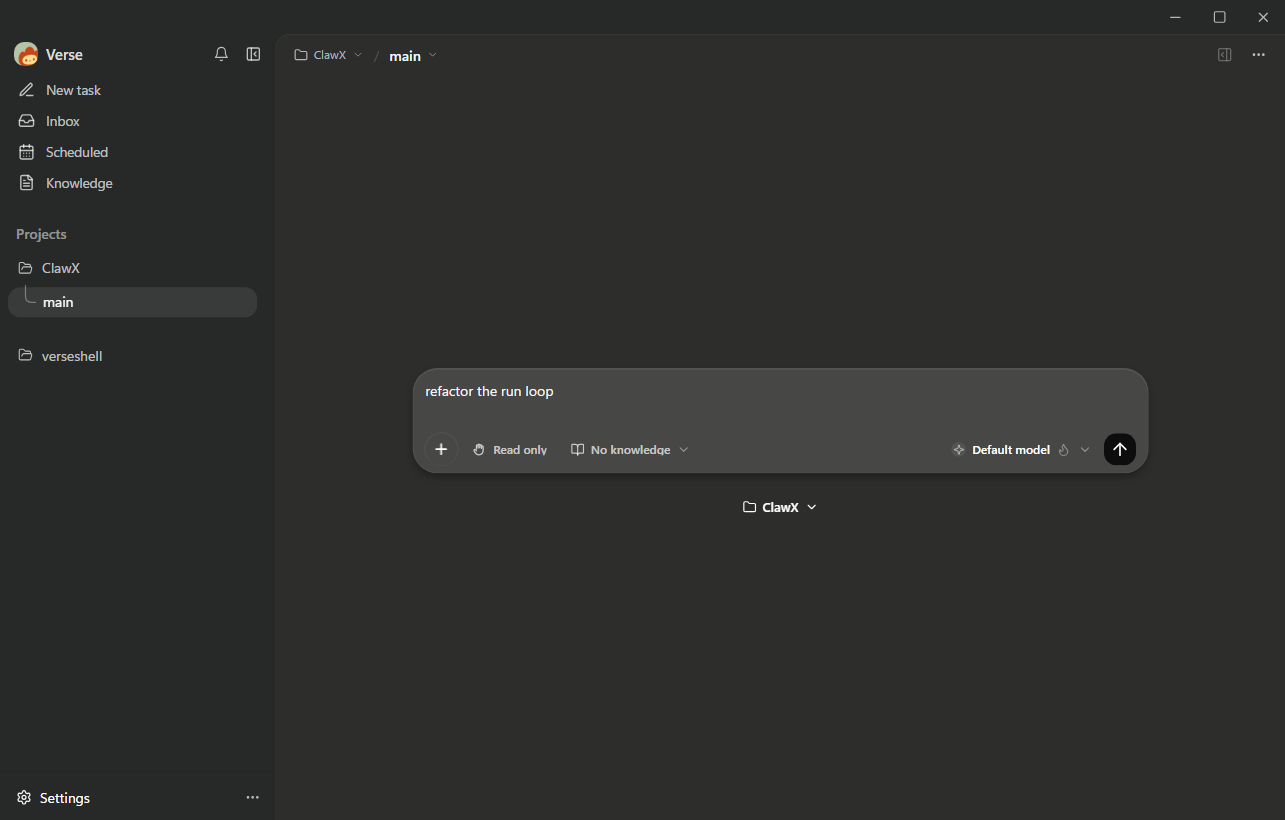 Verse
New task
Inbox
Scheduled
Knowledge
Projects
ClawX
main
verseshell
Settings
ClawX / main
refactor the run loop
Read only No knowledge Default model
ClawX